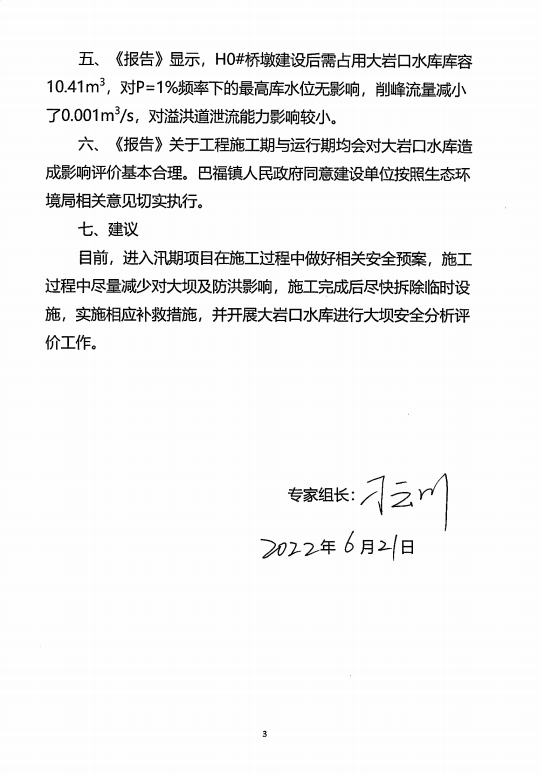 五、《报告》显示，H0#桥墩建设后需占用大岩口水库库容
10.41m³，对P=1%频率下的最高库水位无影响，削峰流量减小
了0.001m³/s，对溢洪道泄流能力影响较小。
六、《报告》关于工程施工期与运行期均会对大岩口水库造
成影响评价基本合理。巴福镇人民政府同意建设单位按照生态环
境局相关意见切实执行。
七、建议
目前，进入汛期项目在施工过程中做好相关安全预案，施工
过程中尽量减少对大坝及防洪影响，施工完成后尽快拆除临时设
施，实施相应补救措施，并开展大岩口水库进行大坝安全分析评
价工作。
专家组长：刁云川
2022年6月21日
3